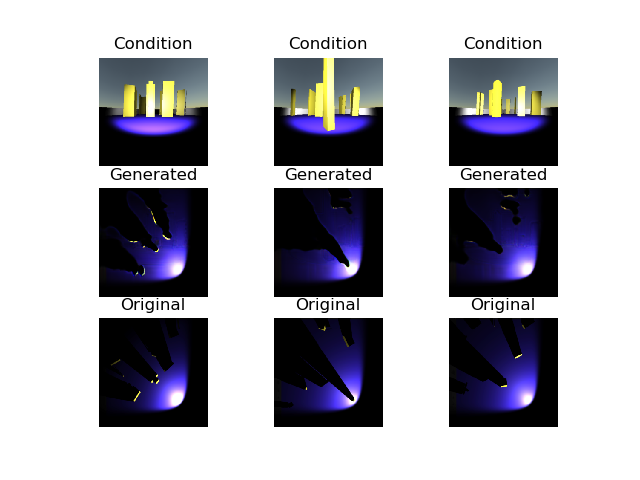 Condition Condition Condition
Generated Generated Generated
Original Original Original